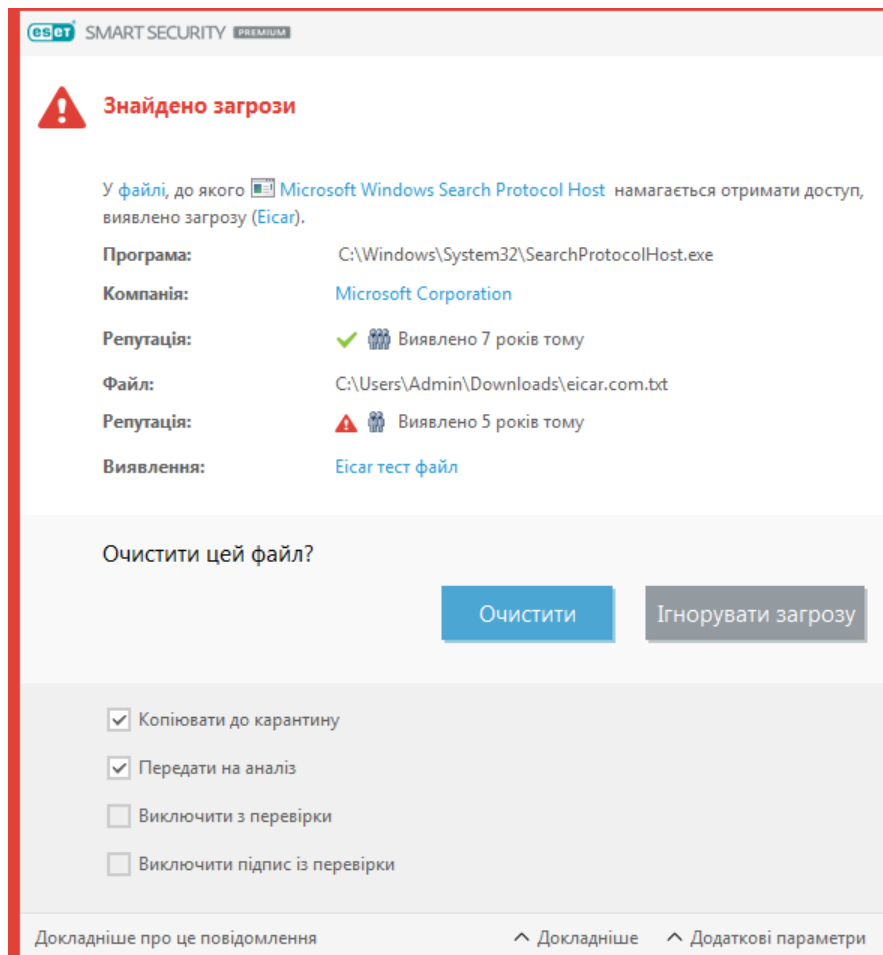 eset SMART SECURITY PREMIUM
Знайдено загрози
У файлі, до якого Microsoft Windows Search Protocol Host намагається отримати доступ,
виявлено загрозу (Eicar).
Програма: C:\Windows\System32\SearchProtocolHost.exe
Компанія: Microsoft Corporation
Репутація: Виявлено 7 років тому
Файл: C:\Users\Admin\Downloads\eicar.com.txt
Репутація: Виявлено 5 років тому
Виявлення: Eicar тест файл
Очистити цей файл?
Очистити Ігнорувати загрозу
Копіювати до карантину
Передати на аналіз
Виключити з перевірки
Виключити підпис із перевірки
Докладніше про це повідомлення Докладніше Додаткові параметри